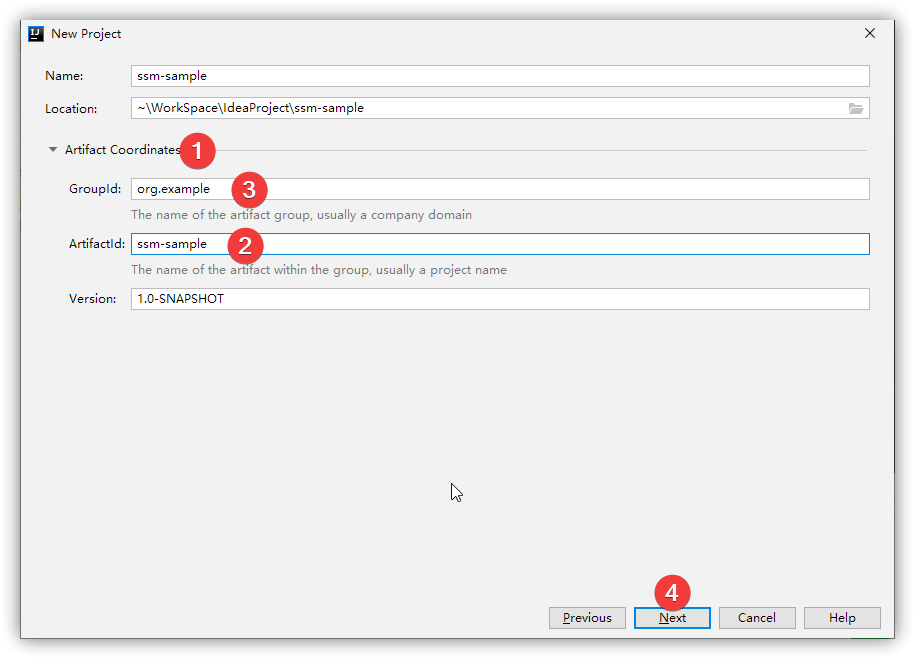 IJ New Project
Name: ssm-sample
Location: ~\WorkSpace\IdeaProject\ssm-sample
Artifact Coordinates 1
GroupId: org.example 3
The name of the artifact group, usually a company domain
ArtifactId: ssm-sample 2
The name of the artifact within the group, usually a project name
Version: 1.0-SNAPSHOT
4
Previous Next Cancel Help